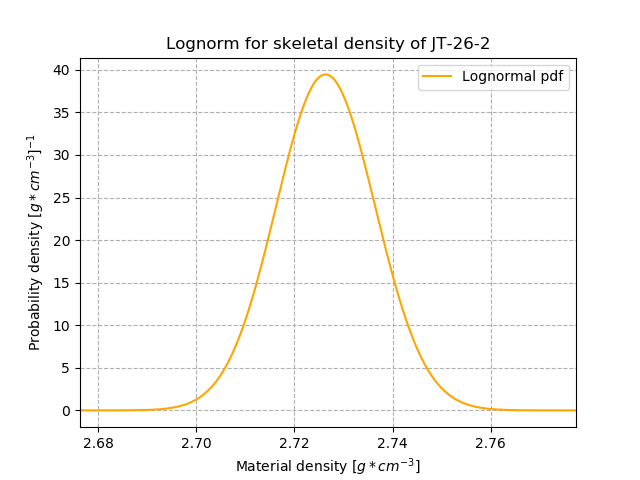 Lognorm for skeletal density of JT-26-2
Lognormal pdf
40
35
30
25
20
15
10
5
0
Probability density [g * cm⁻³]⁻¹
2.68 2.70 2.72 2.74 2.76
Material density [g * cm⁻³]